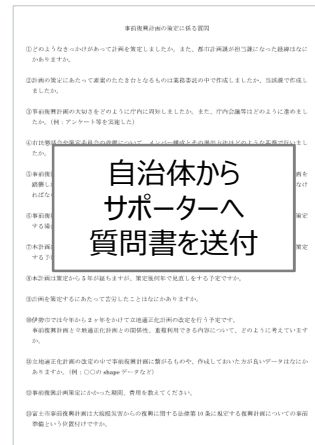 事前復興計画の策定に係る質問
①どのようなきっかけがあって計画を策定しましたか。また、都市計画課が担当課になった経緯はなに
かありますか。
②計画の策定にあたって素案のたたき台となるものは業務委託の中で作成しましたか、当該課で作成し
ましたか。
③事前復興計画の大切さをどのように庁内に周知しましたか。また、庁内会議等はどのように進めまし
たか。(例:アンケート等を実施した)
自治体から
サポーターへ
質問書を送付
⑧本計画は策定から5年が経ちますが、策定後何年で見直しをする予定ですか。
⑨計画を策定するにあたって苦労したことはなにかありますか。
⑩伊勢市では今年から2ヶ年をかけて立地適正化計画の改定を行う予定です。
事前復興計画と立地適正化計画との関係性、重複利用できる内容について、どのように考えています
か。
⑪立地適正化計画の改定の中で事前復興計画に繋がるものや、作成しておいた方が良いデータはなにか
ありますか。(例:○○の shape データなど)
⑫事前復興計画策定にかかった期間、費用を教えてください。
⑬富士市事前復興計画は大規模災害からの復興に関する法律第10条に規定する復興計画についての事前
準備という位置付けですか。